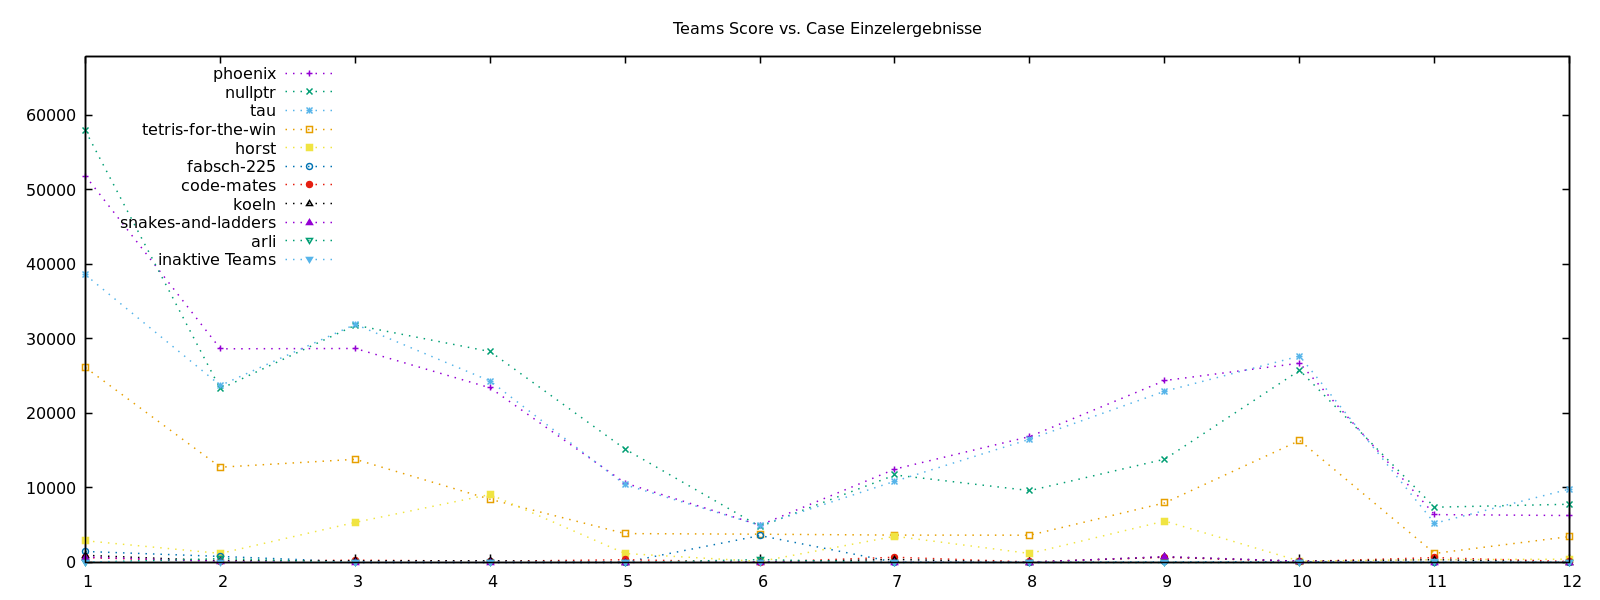 Teams Score vs. Case Einzelergebnisse
phoenix
nullptr
tau
60000
tetris-for-the-win
horst
fabsch-225
code-mates
50000
koeln
snakes-and-ladders
arli
inaktive Teams
40000
30000
20000
10000
0
1 2 3 4 5 6 7 8 9 10 11 12